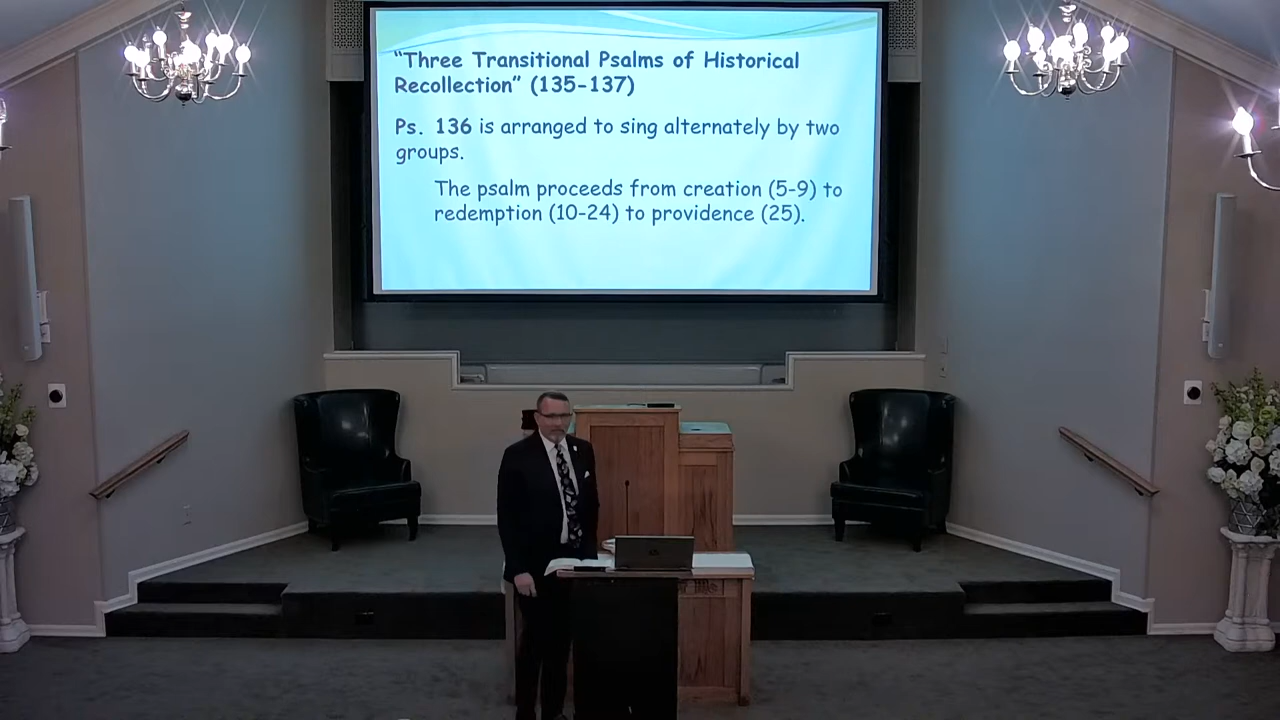 “Three Transitional Psalms of Historical
Recollection” (135-137)
Ps. 136 is arranged to sing alternately by two
groups.
The psalm proceeds from creation (5-9) to
redemption (10-24) to providence (25).